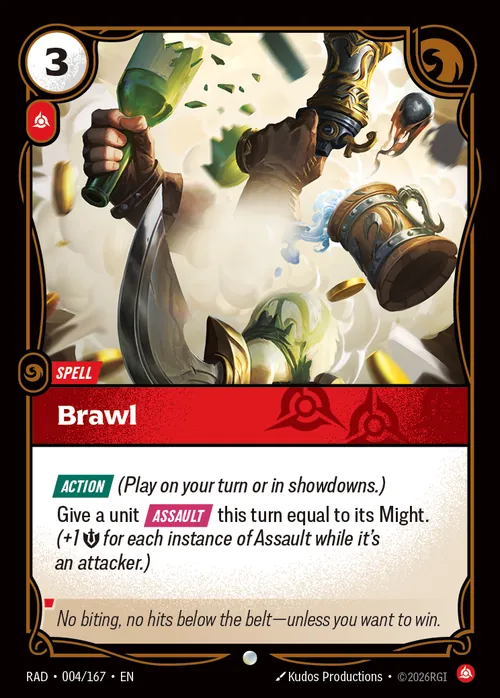 3
SPELL
Brawl
ACTION (Play on your turn or in showdowns.)
Give a unit ASSAULT this turn equal to its Might.
(+1 for each instance of Assault while it's
an attacker.)
No biting, no hits below the belt—unless you want to win.
RAD • 004/167 • EN
Kudos Productions • ©2026RGI